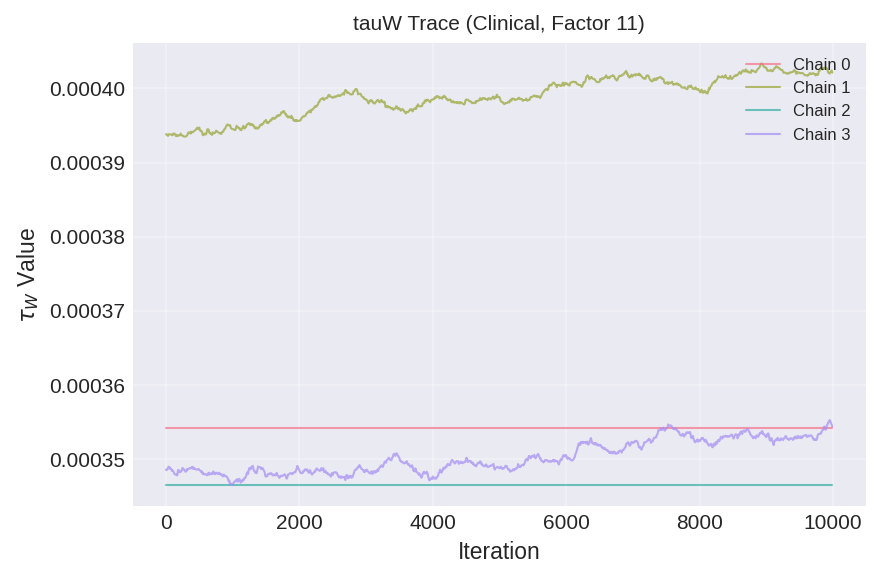 tauW Trace (Clinical, Factor 11)
Chain 0
Chain 1
Chain 2
Chain 3
0.00040
0.00039
0.00038
0.00037
0.00036
0.00035
τW Value
0 2000 4000 6000 8000 10000
Iteration